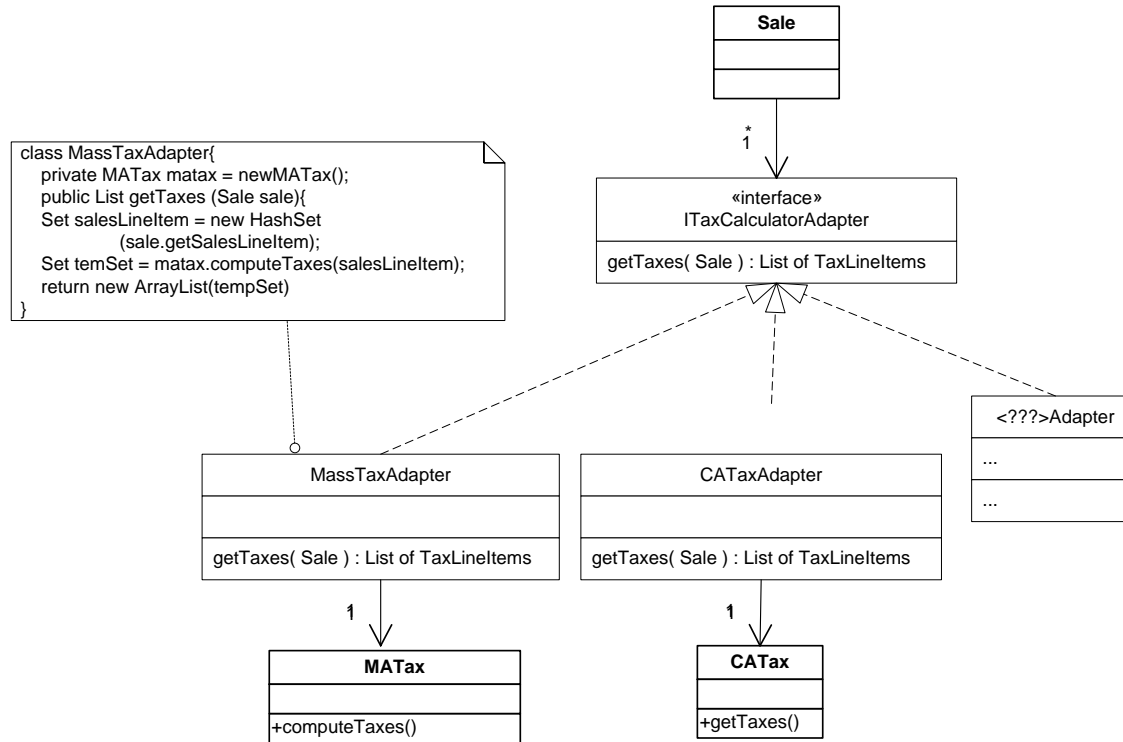 Sale
*
1
class MassTaxAdapter{
private MATax matax = newMATax();
public List getTaxes (Sale sale){
Set salesLineItem = new HashSet
(sale.getSalesLineItem);
Set temSet = matax.computeTaxes(salesLineItem);
return new ArrayList(tempSet)
}
«interface»
ITaxCalculatorAdapter
getTaxes( Sale ) : List of TaxLineItems
<???>Adapter
...
...
MassTaxAdapter
getTaxes( Sale ) : List of TaxLineItems
CATaxAdapter
getTaxes( Sale ) : List of TaxLineItems
1
1
MATax
+computeTaxes()
CATax
+getTaxes()